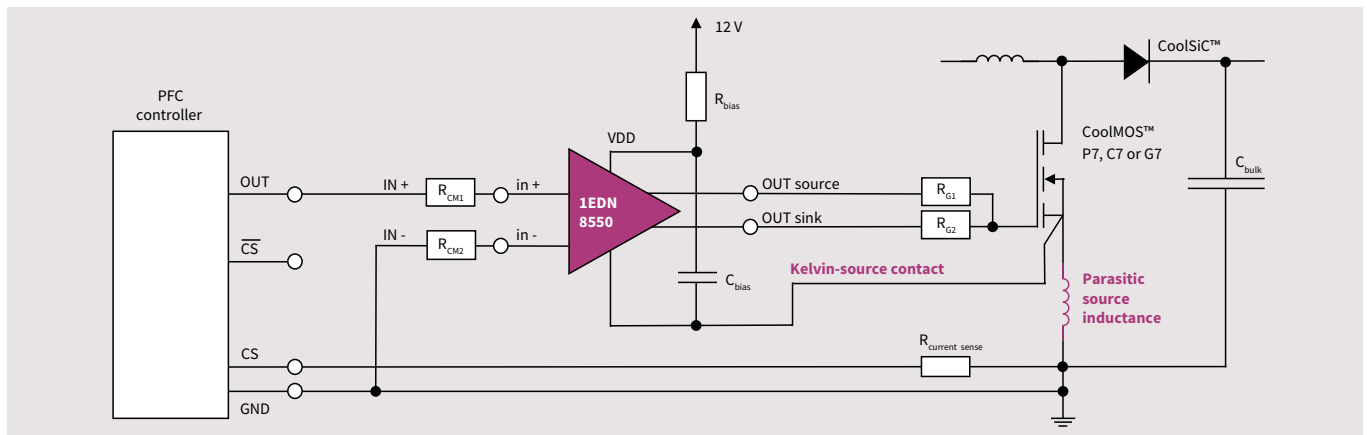 12 V
CoolSiC™
R bias
PFC
controller
VDD
CoolMOS™
P7, C7 or G7
C bulk
OUT
IN +
R CM1
in +
1EDN
8550
OUT source
R G1
OUT sink
R G2
CS
IN -
R CM2
in -
Kelvin-source contact
C bias
Parasitic
source
inductance
R current sense
CS
GND